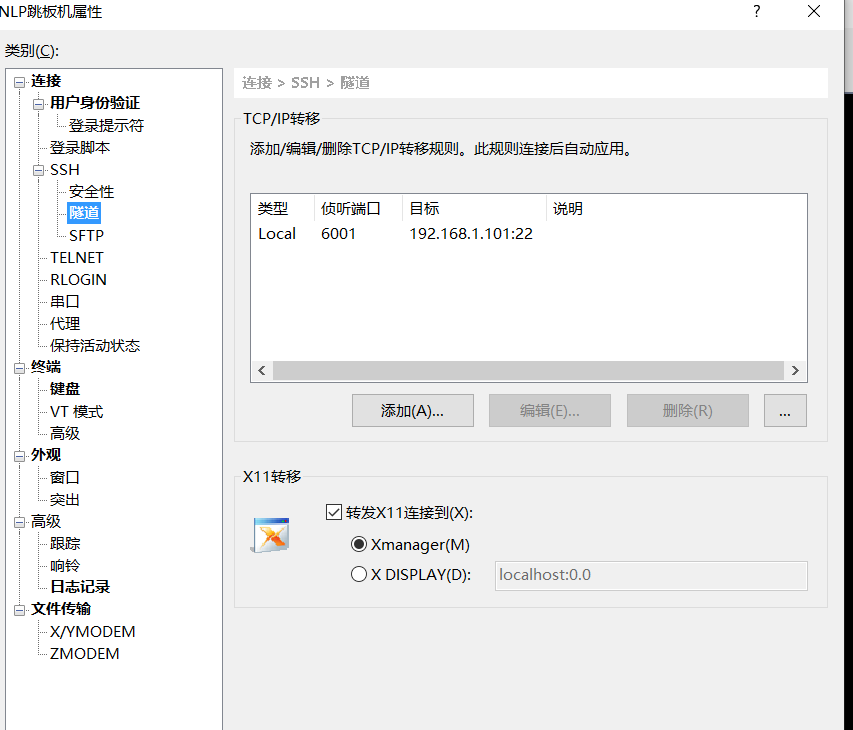 NLP跳板机属性
?
类别(C):
连接
用户身份验证
登录提示符
登录脚本
SSH
安全性
隧道
SFTP
TELNET
RLOGIN
串口
代理
保持活动状态
终端
键盘
VT 模式
高级
外观
窗口
突出
高级
跟踪
响铃
日志记录
文件传输
X/YMODEM
ZMODEM
连接 > SSH > 隧道
TCP/IP转移
添加/编辑/删除TCP/IP转移规则。此规则连接后自动应用。
类型 侦听端口 目标 说明
Local 6001 192.168.1.101:22
添加(A)... 编辑(E)... 删除(R) ...
X11转移
转发X11连接到(X):
Xmanager(M)
X DISPLAY(D): localhost:0.0